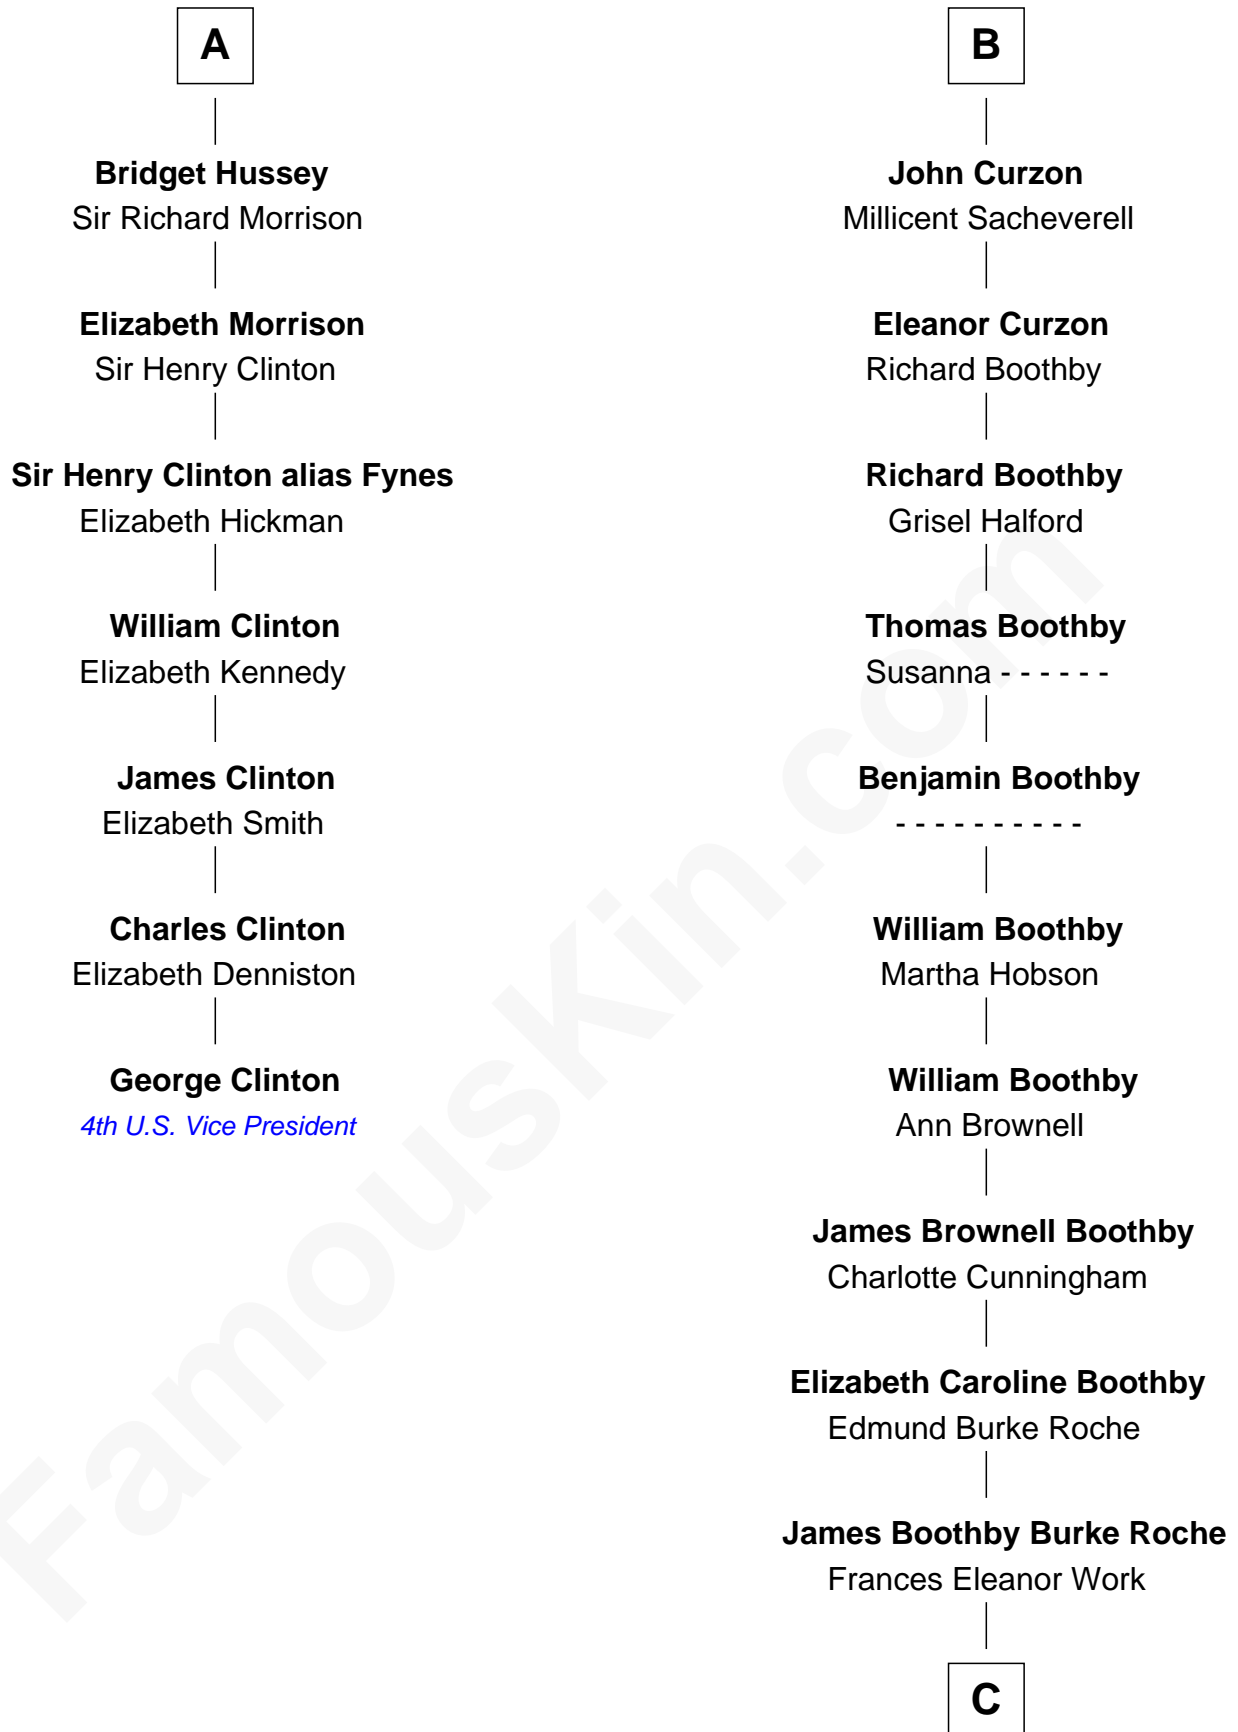 A
Bridget Hussey
Sir Richard Morrison
Elizabeth Morrison
Sir Henry Clinton
Sir Henry Clinton alias Fynes
Elizabeth Hickman
William Clinton
Elizabeth Kennedy
James Clinton
Elizabeth Smith
Charles Clinton
Elizabeth Denniston
George Clinton
4th U.S. Vice President
B
John Curzon
Millicent Sacheverell
Eleanor Curzon
Richard Boothby
Richard Boothby
Grisel Halford
Thomas Boothby
Susanna - - - - - -
Benjamin Boothby
- - - - - - - - - -
William Boothby
Martha Hobson
William Boothby
Ann Brownell
James Brownell Boothby
Charlotte Cunningham
Elizabeth Caroline Boothby
Edmund Burke Roche
James Boothby Burke Roche
Frances Eleanor Work
C
FamousKin.com